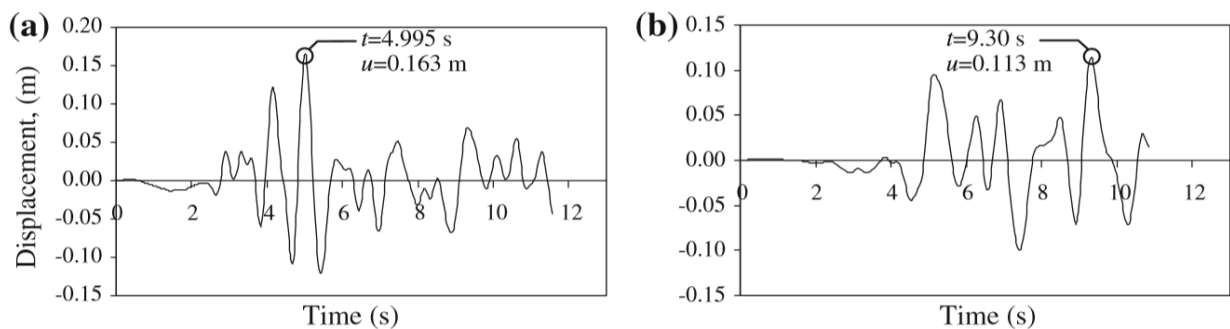 (a)
0.20
0.15
0.10
0.05
0.00
-0.05
-0.10
-0.15
Displacement, (m)
t=4.995 s
u=0.163 m
0 2 4 6 8 10 12
Time (s)
(b)
0.15
0.10
0.05
0.00
-0.05
-0.10
-0.15
t=9.30 s
u=0.113 m
0 2 4 6 8 10 12
Time (s)